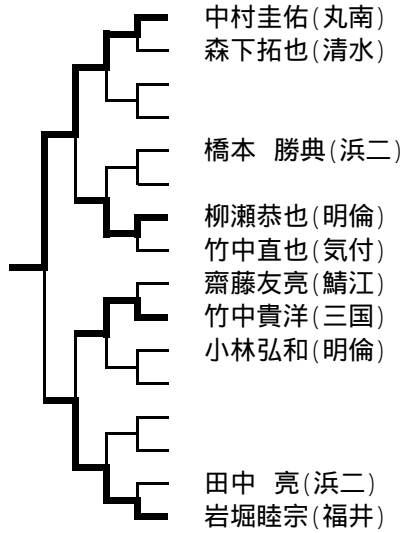 中村圭佑(丸南)
森下拓也(清水)
橋本 勝典(浜二)
柳瀬恭也(明倫)
竹中直也(気付)
齋藤友亮(鯖江)
竹中貴洋(三国)
小林弘和(明倫)
田中 亮(浜二)
岩堀睦宗(福井)